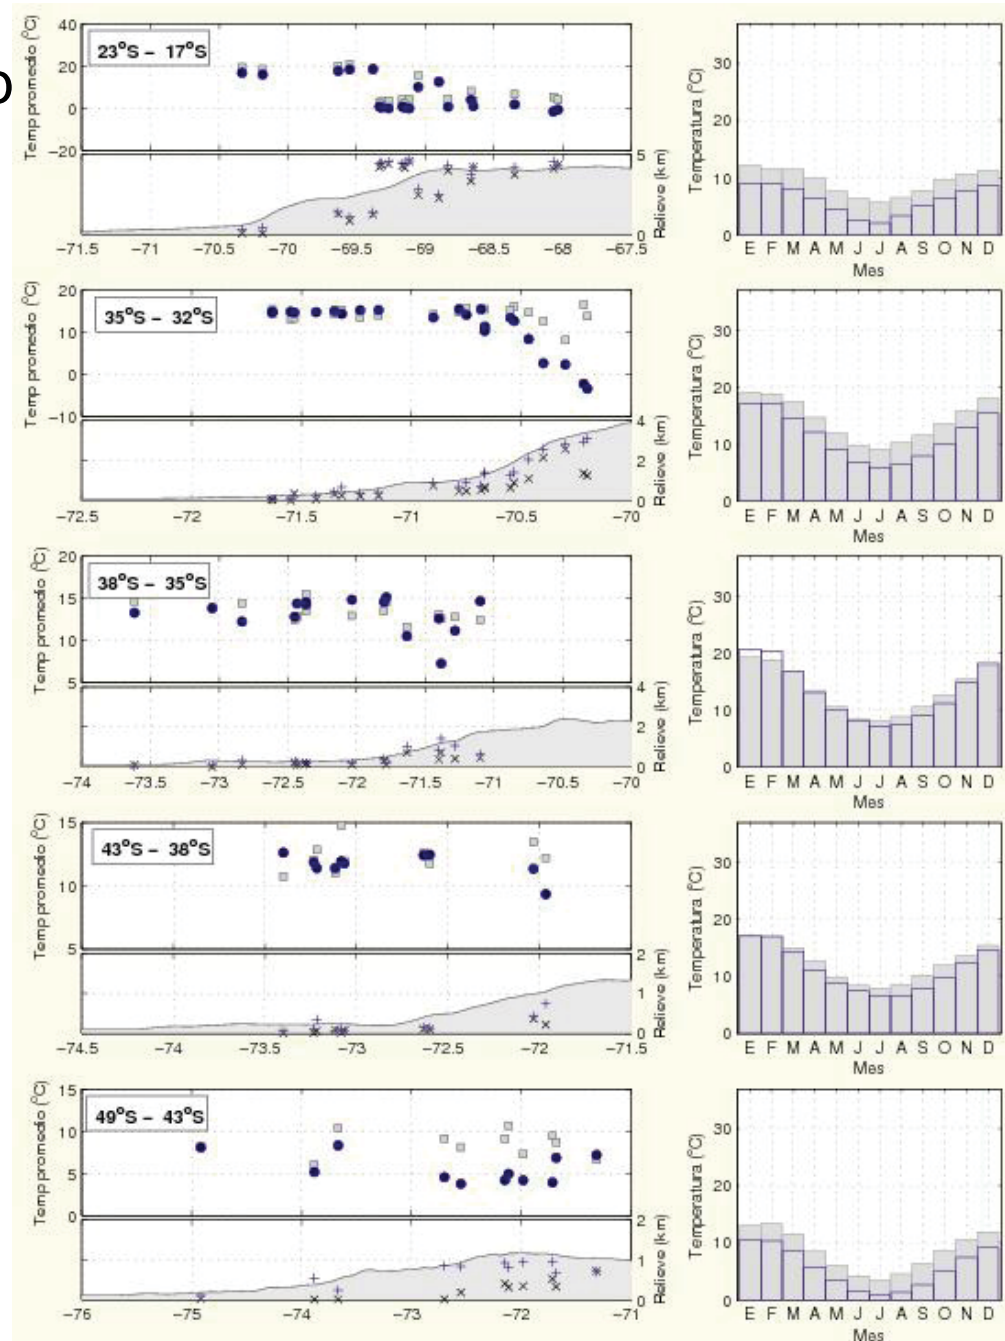 o
Temp promedio (°C)
40
20
0
−20
23°S − 17°S
5
0
Relieve (km)
−71.5 −71 −70.5 −70 −69.5 −69 −68.5 −68 −67.5
Temperatura (°C)
30
20
10
0
E F M A M J J A S O N D
Mes
Temp promedio (°C)
20
10
0
−10
35°S − 32°S
4
2
0
Relieve (km)
−72.5 −72 −71.5 −71 −70.5 −70
Temperatura (°C)
30
20
10
0
E F M A M J J A S O N D
Mes
Temp promedio (°C)
20
15
10
5
38°S − 35°S
4
2
0
Relieve (km)
−74 −73.5 −73 −72.5 −72 −71.5 −71 −70.5 −70
Temperatura (°C)
30
20
10
0
E F M A M J J A S O N D
Mes
Temp promedio (°C)
15
10
5
43°S − 38°S
2
1
0
Relieve (km)
−74.5 −74 −73.5 −73 −72.5 −72 −71.5
Temperatura (°C)
30
20
10
0
E F M A M J J A S O N D
Mes
Temp promedio (°C)
15
10
5
0
49°S − 43°S
2
1
0
Relieve (km)
−76 −75 −74 −73 −72 −71
Temperatura (°C)
30
20
10
0
E F M A M J J A S O N D
Mes